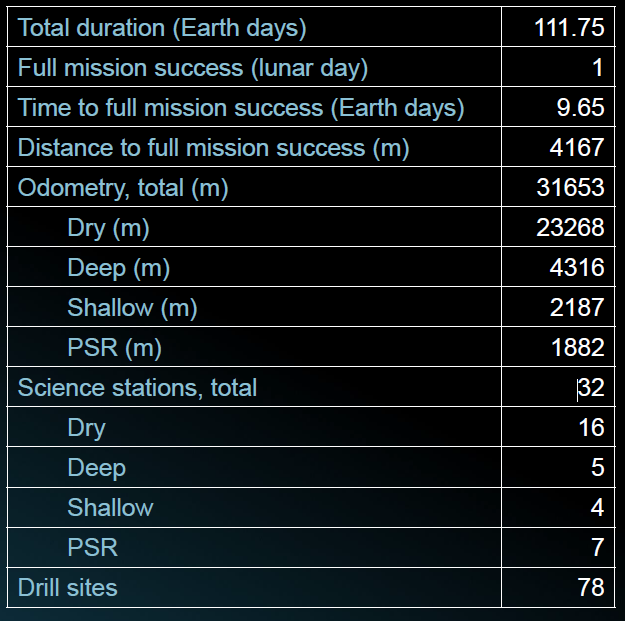 Total duration (Earth days) 111.75
Full mission success (lunar day) 1
Time to full mission success (Earth days) 9.65
Distance to full mission success (m) 4167
Odometry, total (m) 31653
Dry (m) 23268
Deep (m) 4316
Shallow (m) 2187
PSR (m) 1882
Science stations, total 32
Dry 16
Deep 5
Shallow 4
PSR 7
Drill sites 78